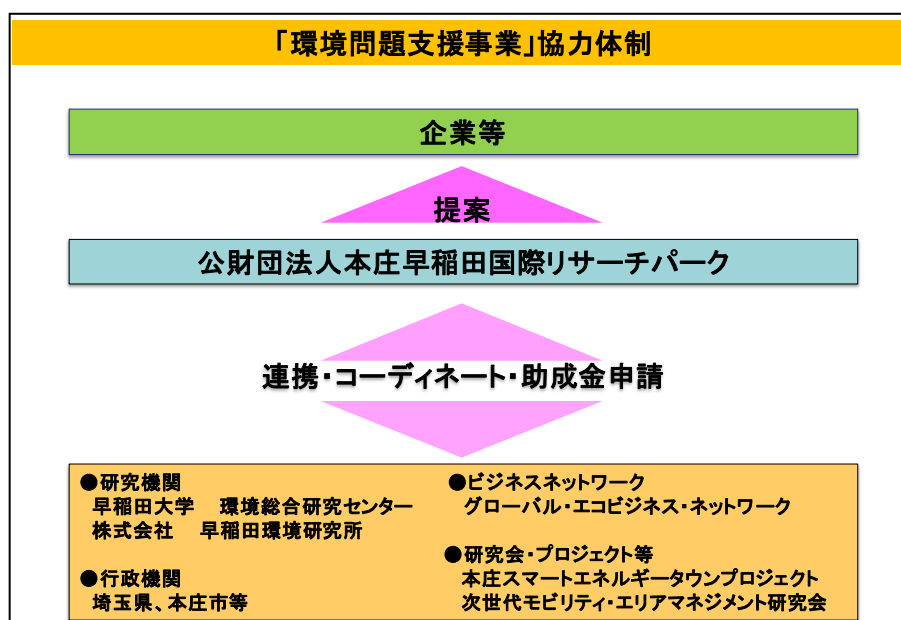 「環境問題支援事業」協力体制
企業等
提案
公財団法人本庄早稲田国際リサーチパーク
連携・コーディネート・助成金申請
●研究機関
早稲田大学　環境総合研究センター
株式会社　早稲田環境研究所
●行政機関
埼玉県、本庄市等
●ビジネスネットワーク
グローバル・エコビジネス・ネットワーク
●研究会・プロジェクト等
本庄スマートエネルギータウンプロジェクト
次世代モビリティ・エリアマネジメント研究会